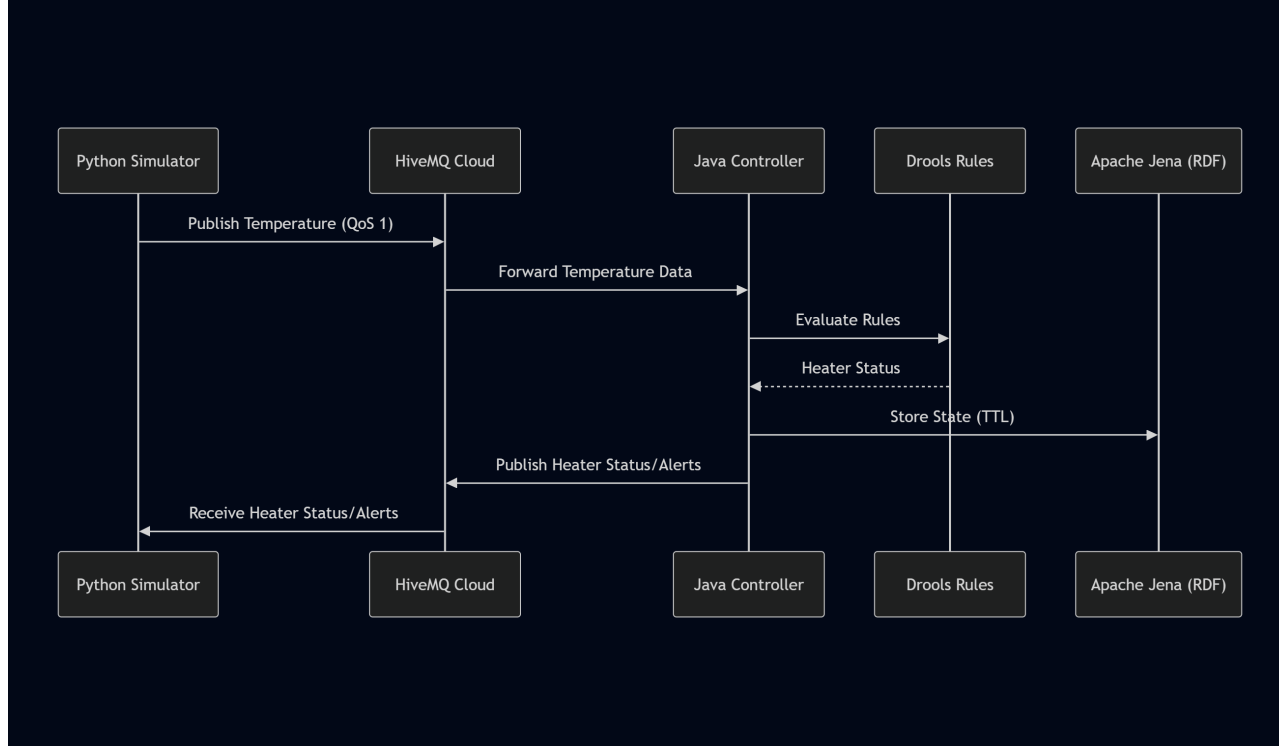 Python Simulator
HiveMQ Cloud
Java Controller
Drools Rules
Apache Jena (RDF)
Publish Temperature (QoS 1)
Forward Temperature Data
Evaluate Rules
Heater Status
Store State (TTL)
Publish Heater Status/Alerts
Receive Heater Status/Alerts
Python Simulator
HiveMQ Cloud
Java Controller
Drools Rules
Apache Jena (RDF)